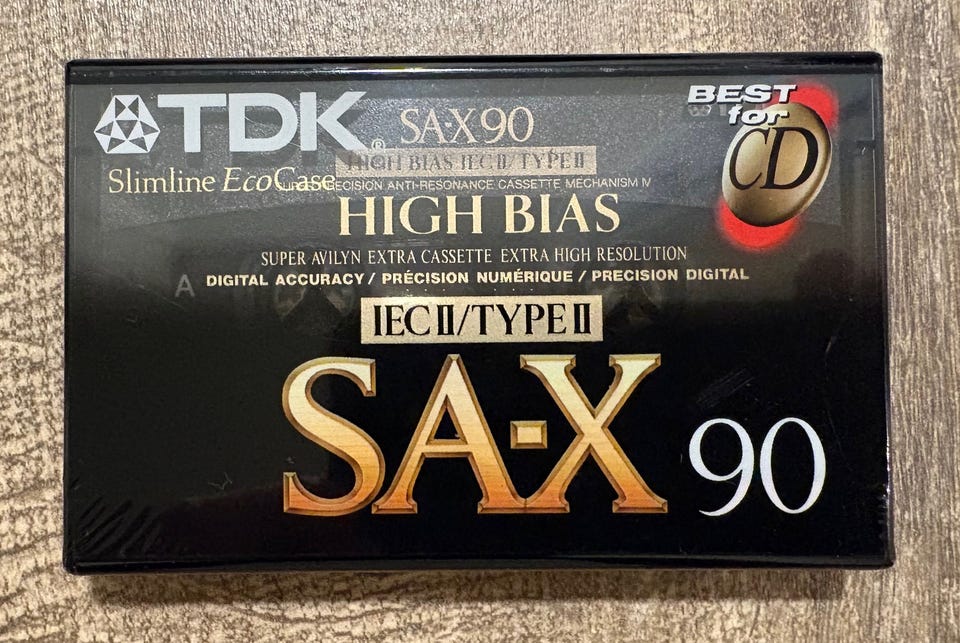 TDK® SA-X90
HIGH BIAS IEC II/TYPE II
Slimline EcoCase
PRECISION ANTI-RESONANCE CASSETTE MECHANISM IV
HIGH BIAS
SUPER AVILYN EXTRA CASSETTE EXTRA HIGH RESOLUTION
A
DIGITAL ACCURACY / PRÉCISION NUMÉRIQUE / PRECISION DIGITAL
IEC II/TYPE II
SA-X 90
BEST
for
CD